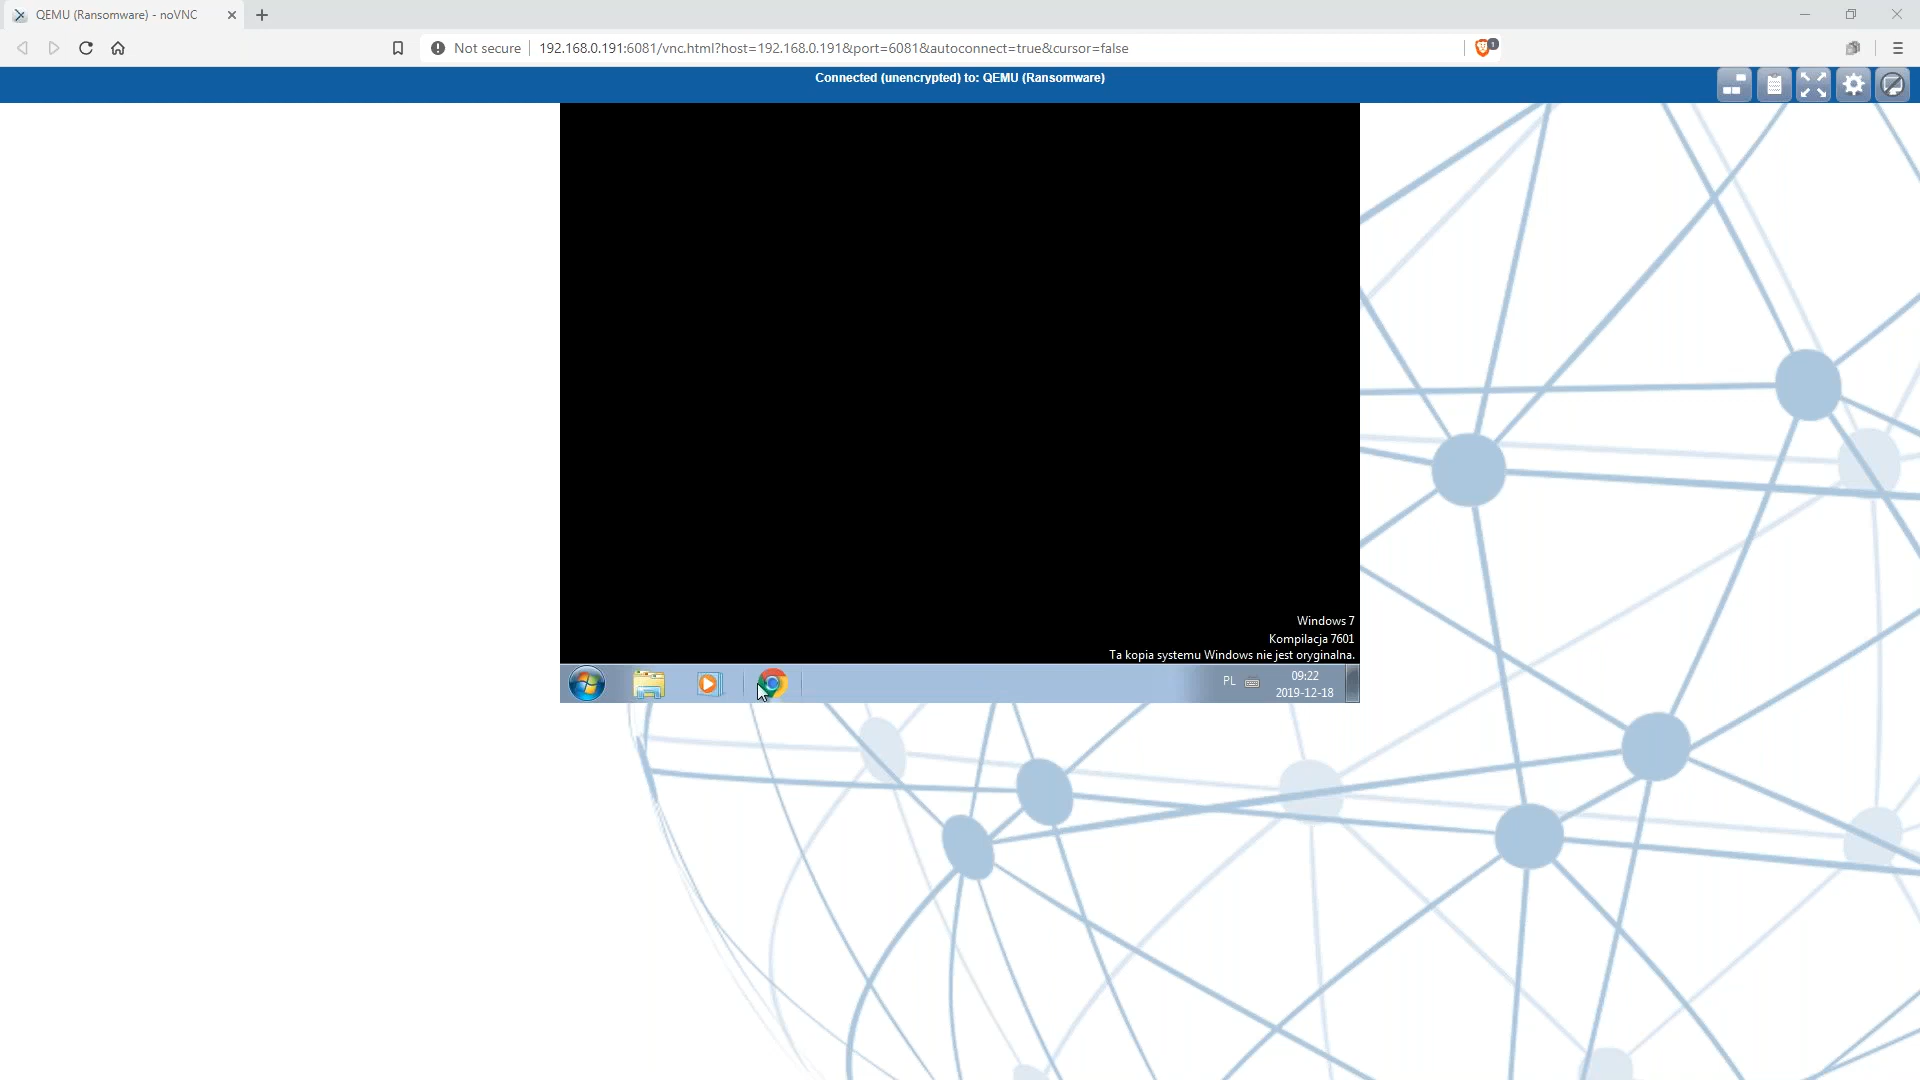 QEMU (Ransomware) - noVNC
Not secure
192.168.0.191:6081/vnc.html?host=192.168.0.191&port=6081&autoconnect=true&cursor=false
1
Connected (unencrypted) to: QEMU (Ransomware)
Windows 7
Kompilacja 7601
Ta kopia systemu Windows nie jest oryginalna.
PL
09:22
2019-12-18